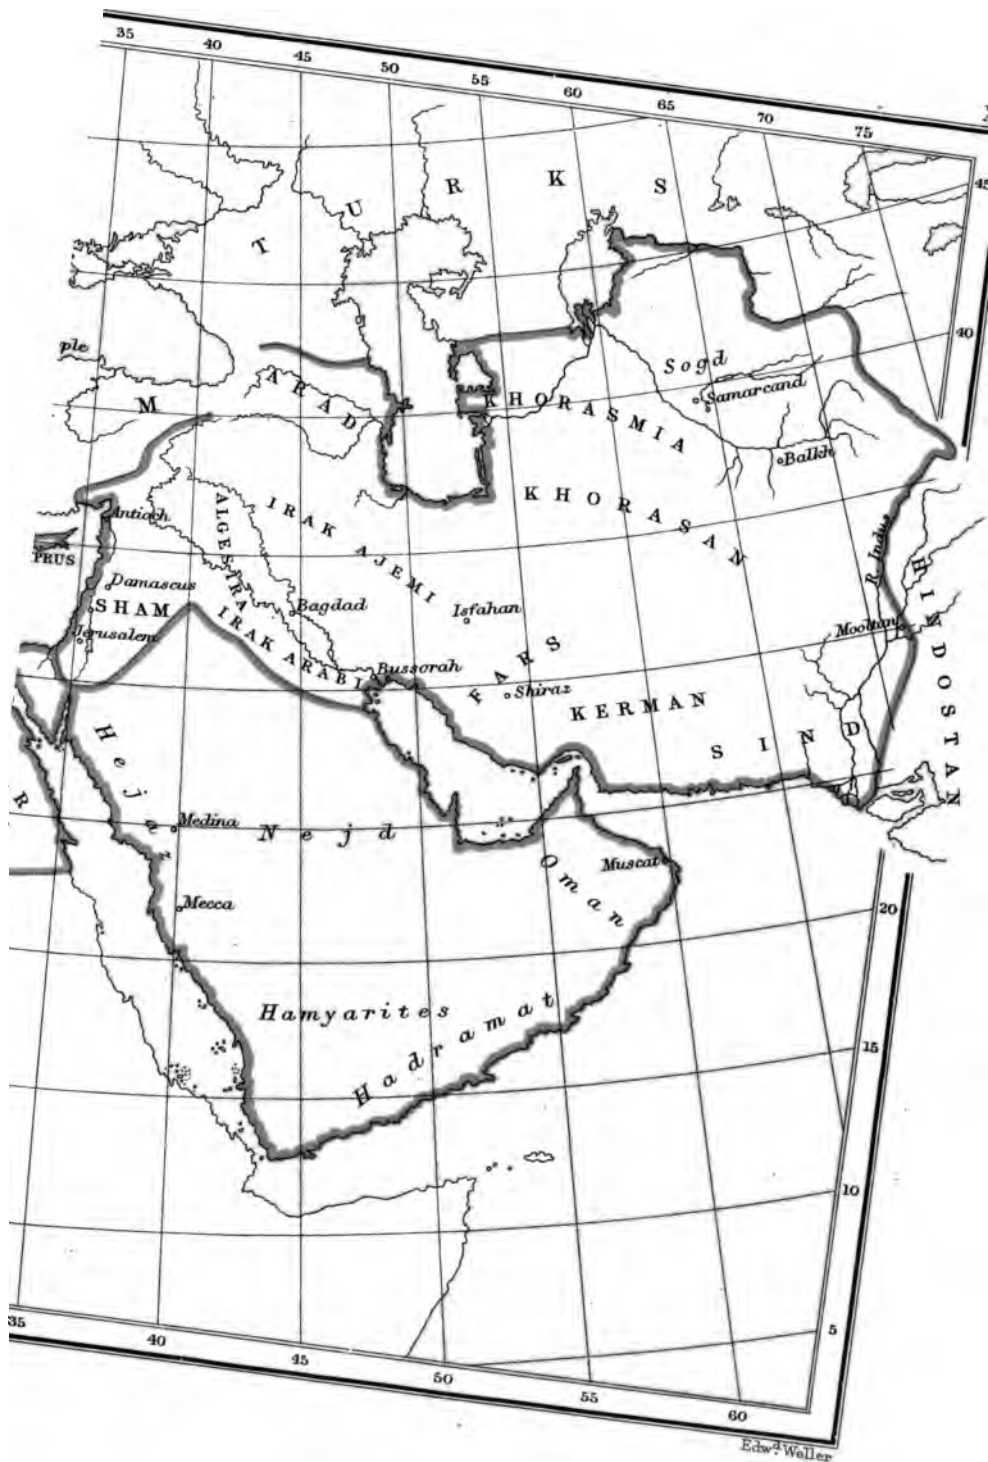 35 40 45 50 55 60 65 70 75
45
T U R K S
40
ple
Sogd
M
A R A D
KHORASMIA
Samarcand
Balkh
KHORASAN
ALGESIRA
IRAK AJEMI
Antioch
R. Indus
PRUS
HINDOSTAN
Damascus
SHAM
Bagdad
Isfahan
IRAK ARABI
Jerusalem
Mooltan
Bussorah
FARS
Shiraz
KERMAN
SIND
Hejaz
R
Medina
Nejd
Oman
Muscat
Mecca
20
Hamyarites
Hadramat
15
10
5
35 40 45 50 55 60
Edwd. Weller